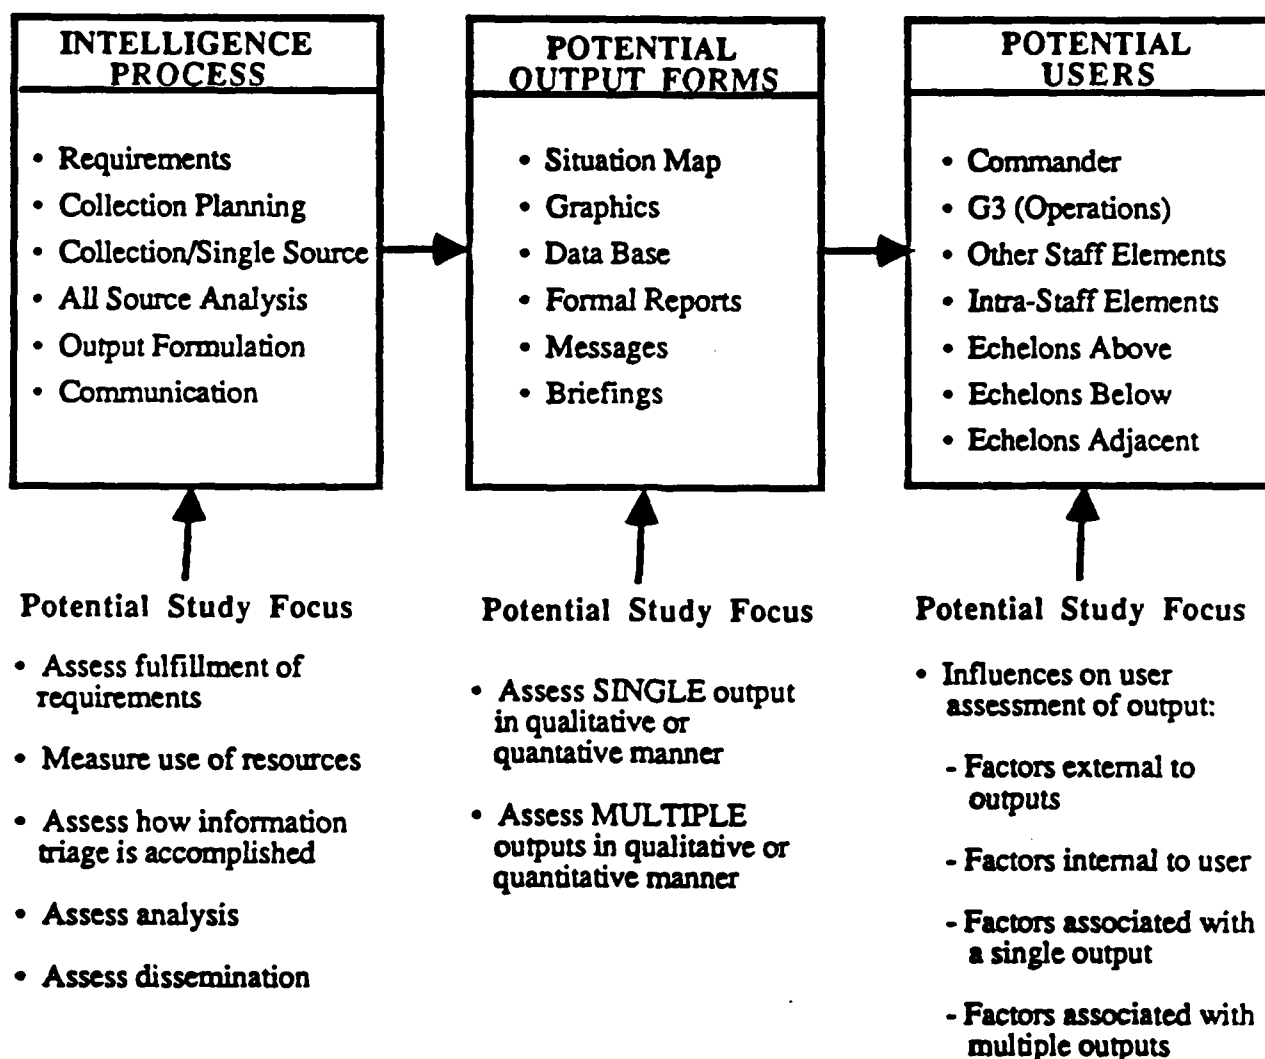 INTELLIGENCE
PROCESS
• Requirements
• Collection Planning
• Collection/Single Source
• All Source Analysis
• Output Formulation
• Communication
POTENTIAL
OUTPUT FORMS
• Situation Map
• Graphics
• Data Base
• Formal Reports
• Messages
• Briefings
POTENTIAL
USERS
• Commander
• G3 (Operations)
• Other Staff Elements
• Intra-Staff Elements
• Echelons Above
• Echelons Below
• Echelons Adjacent
Potential Study Focus
• Assess fulfillment of
requirements
• Measure use of resources
• Assess how information
triage is accomplished
• Assess analysis
• Assess dissemination
Potential Study Focus
• Assess SINGLE output
in qualitative or
quantative manner
• Assess MULTIPLE
outputs in qualitative or
quantitative manner
Potential Study Focus
• Influences on user
assessment of output:
- Factors external to
outputs
- Factors internal to user
- Factors associated with
a single output
- Factors associated with
multiple outputs